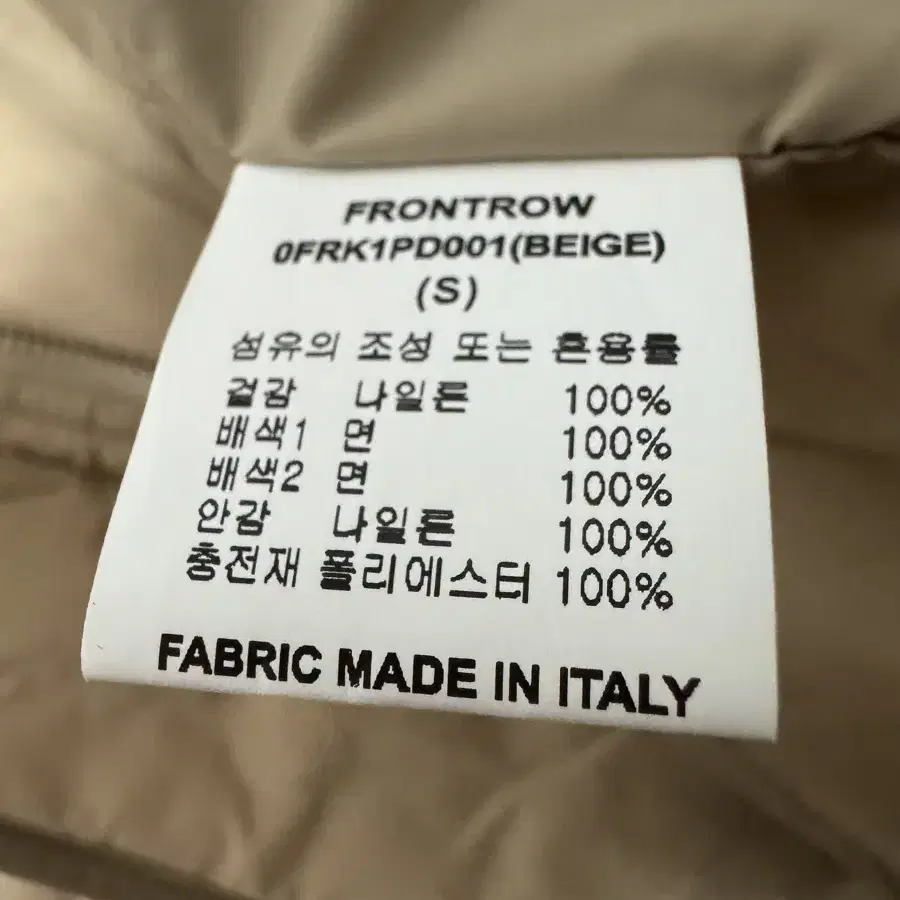 FRONTROW
0FRK1PD001(BEIGE)
(S)
섬유의 조성 또는 혼용률
겉감 나일론 100%
배색1 면 100%
배색2 면 100%
안감 나일론 100%
충전재 폴리에스터 100%
FABRIC MADE IN ITALY